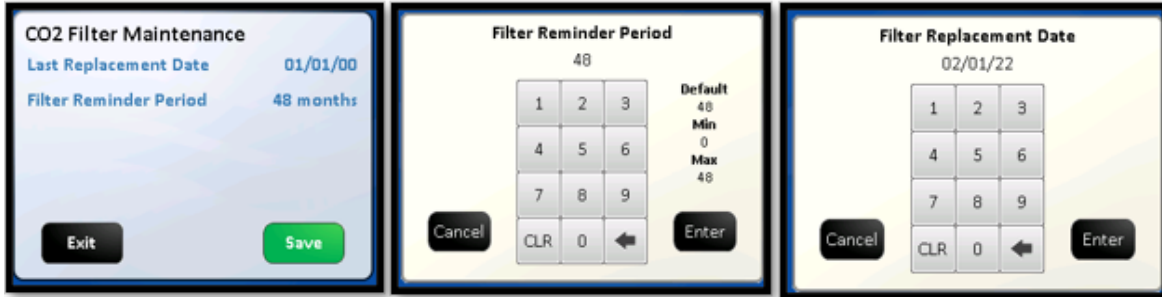 CO2 Filter Maintenance
Last Replacement Date 01/01/00
Filter Reminder Period 48 months
Exit Save
Filter Reminder Period
48
1 2 3
4 5 6
7 8 9
CLR 0
Default
48
Min
0
Max
48
Cancel Enter
Filter Replacement Date
02/01/22
1 2 3
4 5 6
7 8 9
CLR 0
Cancel Enter